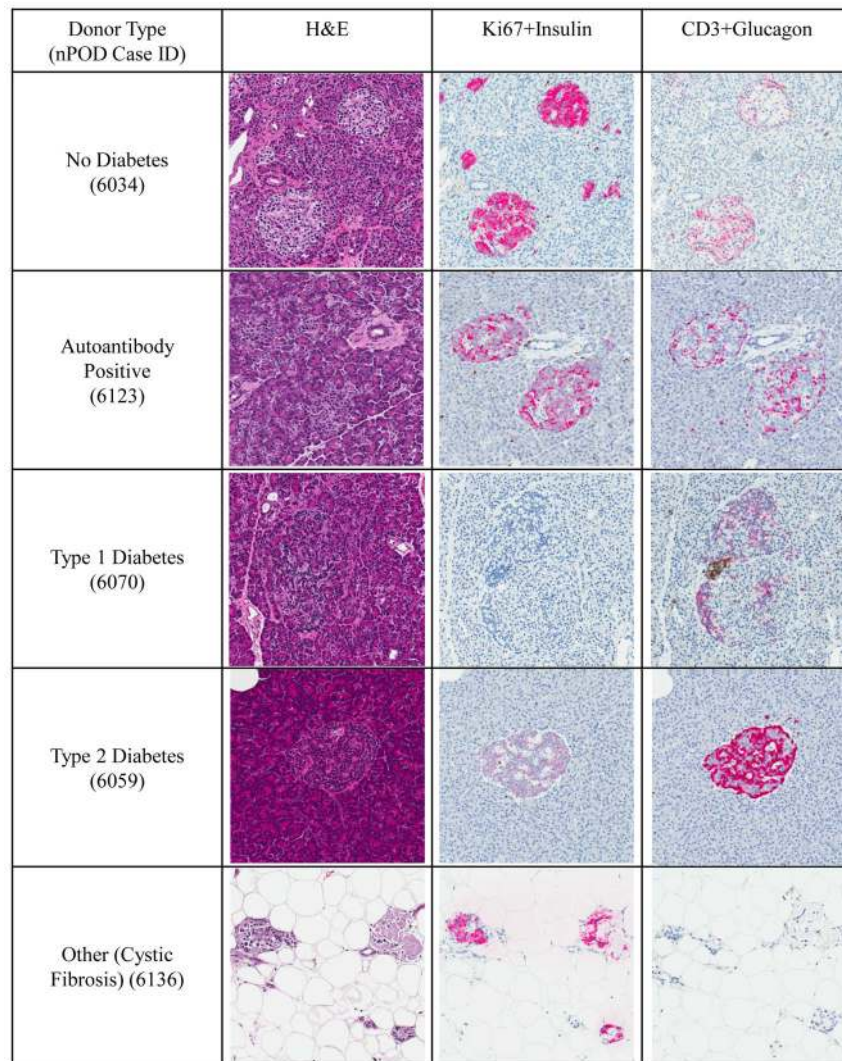 Donor Type
(nPOD Case ID)
H&E
Ki67+Insulin
CD3+Glucagon
No Diabetes
(6034)
Autoantibody
Positive
(6123)
Type 1 Diabetes
(6070)
Type 2 Diabetes
(6059)
Other (Cystic
Fibrosis) (6136)